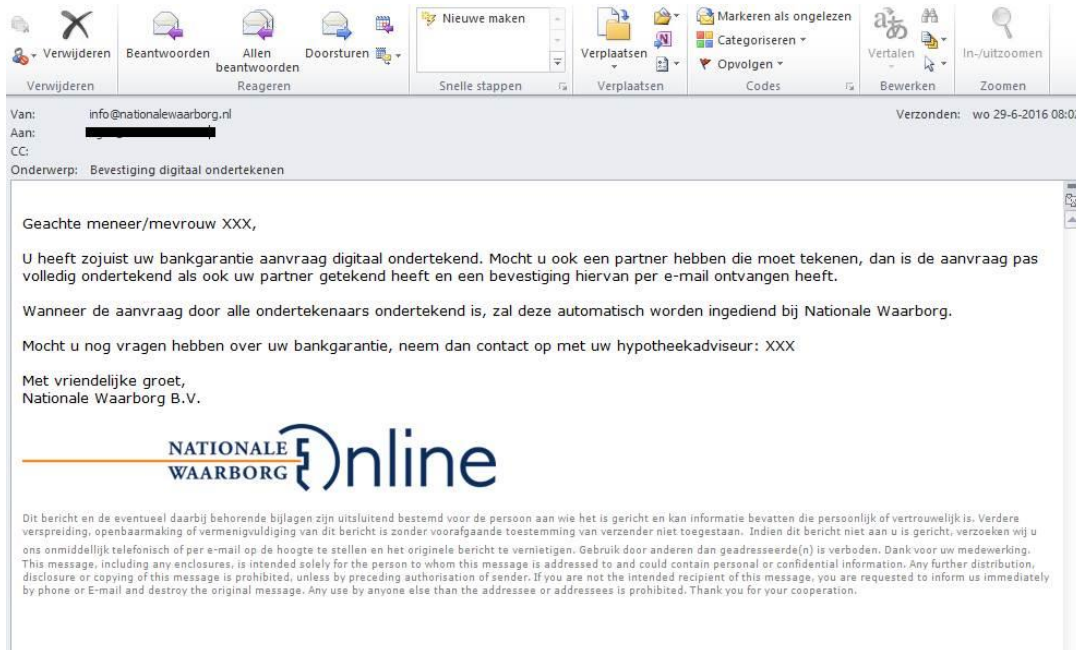 Nieuwe maken
Markeren als ongelezen
Verwijderen
Beantwoorden
Allen beantwoorden
Doorsturen
Verplaatsen
Categoriseren
Opvolgen
Vertalen
In-/uitzoomen
Verwijderen
Reageren
Snelle stappen
Verplaatsen
Codes
Bewerken
Zoomen
Van: info@nationalewaarborg.nl
Verzonden: wo 29-6-2016 08:02
Aan:
CC:
Onderwerp: Bevestiging digitaal ondertekenen
Geachte meneer/mevrouw XXX,
U heeft zojuist uw bankgarantie aanvraag digitaal ondertekend. Mocht u ook een partner hebben die moet tekenen, dan is de aanvraag pas
volledig ondertekend als ook uw partner getekend heeft en een bevestiging hiervan per e-mail ontvangen heeft.
Wanneer de aanvraag door alle ondertekenaars ondertekend is, zal deze automatisch worden ingediend bij Nationale Waarborg.
Mocht u nog vragen hebben over uw bankgarantie, neem dan contact op met uw hypotheekadviseur: XXX
Met vriendelijke groet,
Nationale Waarborg B.V.
NATIONALE
WAARBORG
Online
Dit bericht en de eventueel daarbij behorende bijlagen zijn uitsluitend bestemd voor de persoon aan wie het is gericht en kan informatie bevatten die persoonlijk of vertrouwelijk is. Verdere
verspreiding, openbaarmaking of vermenigvuldiging van dit bericht is zonder voorafgaande toestemming van verzender niet toegestaan. Indien dit bericht niet aan u is gericht, verzoeken wij u
ons onmiddellijk telefonisch of per e-mail op de hoogte te stellen en het originele bericht te vernietigen. Gebruik door anderen dan geadresseerde(n) is verboden. Dank voor uw medewerking.
This message, including any enclosures, is intended solely for the person to whom this message is addressed to and could contain personal or confidential information. Any further distribution,
disclosure or copying of this message is prohibited, unless by preceding authorisation of sender. If you are not the intended recipient of this message, you are requested to inform us immediately
by phone or E-mail and destroy the original message. Any use by anyone else than the addressee or addressees is prohibited. Thank you for your cooperation.